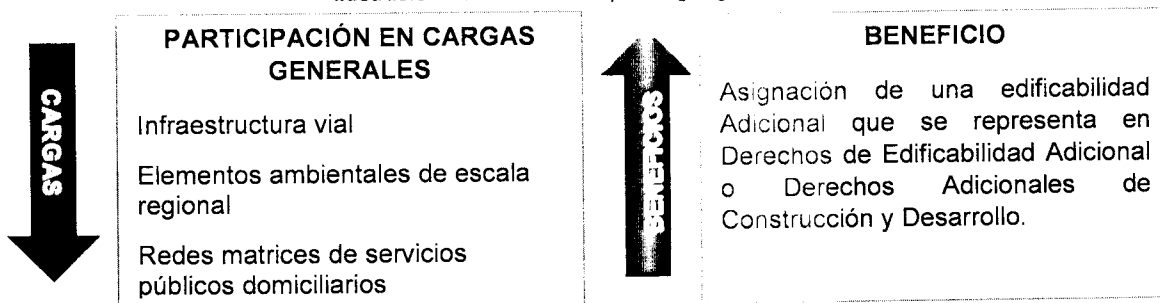 CARGAS
PARTICIPACIÓN EN CARGAS
GENERALES
Infraestructura vial
Elementos ambientales de escala
regional
Redes matrices de servicios
públicos domiciliarios
BENEFICIOS
BENEFICIO
Asignación de una edificabilidad
Adicional que se representa en
Derechos de Edificabilidad Adicional
o Derechos Adicionales de
Construcción y Desarrollo.